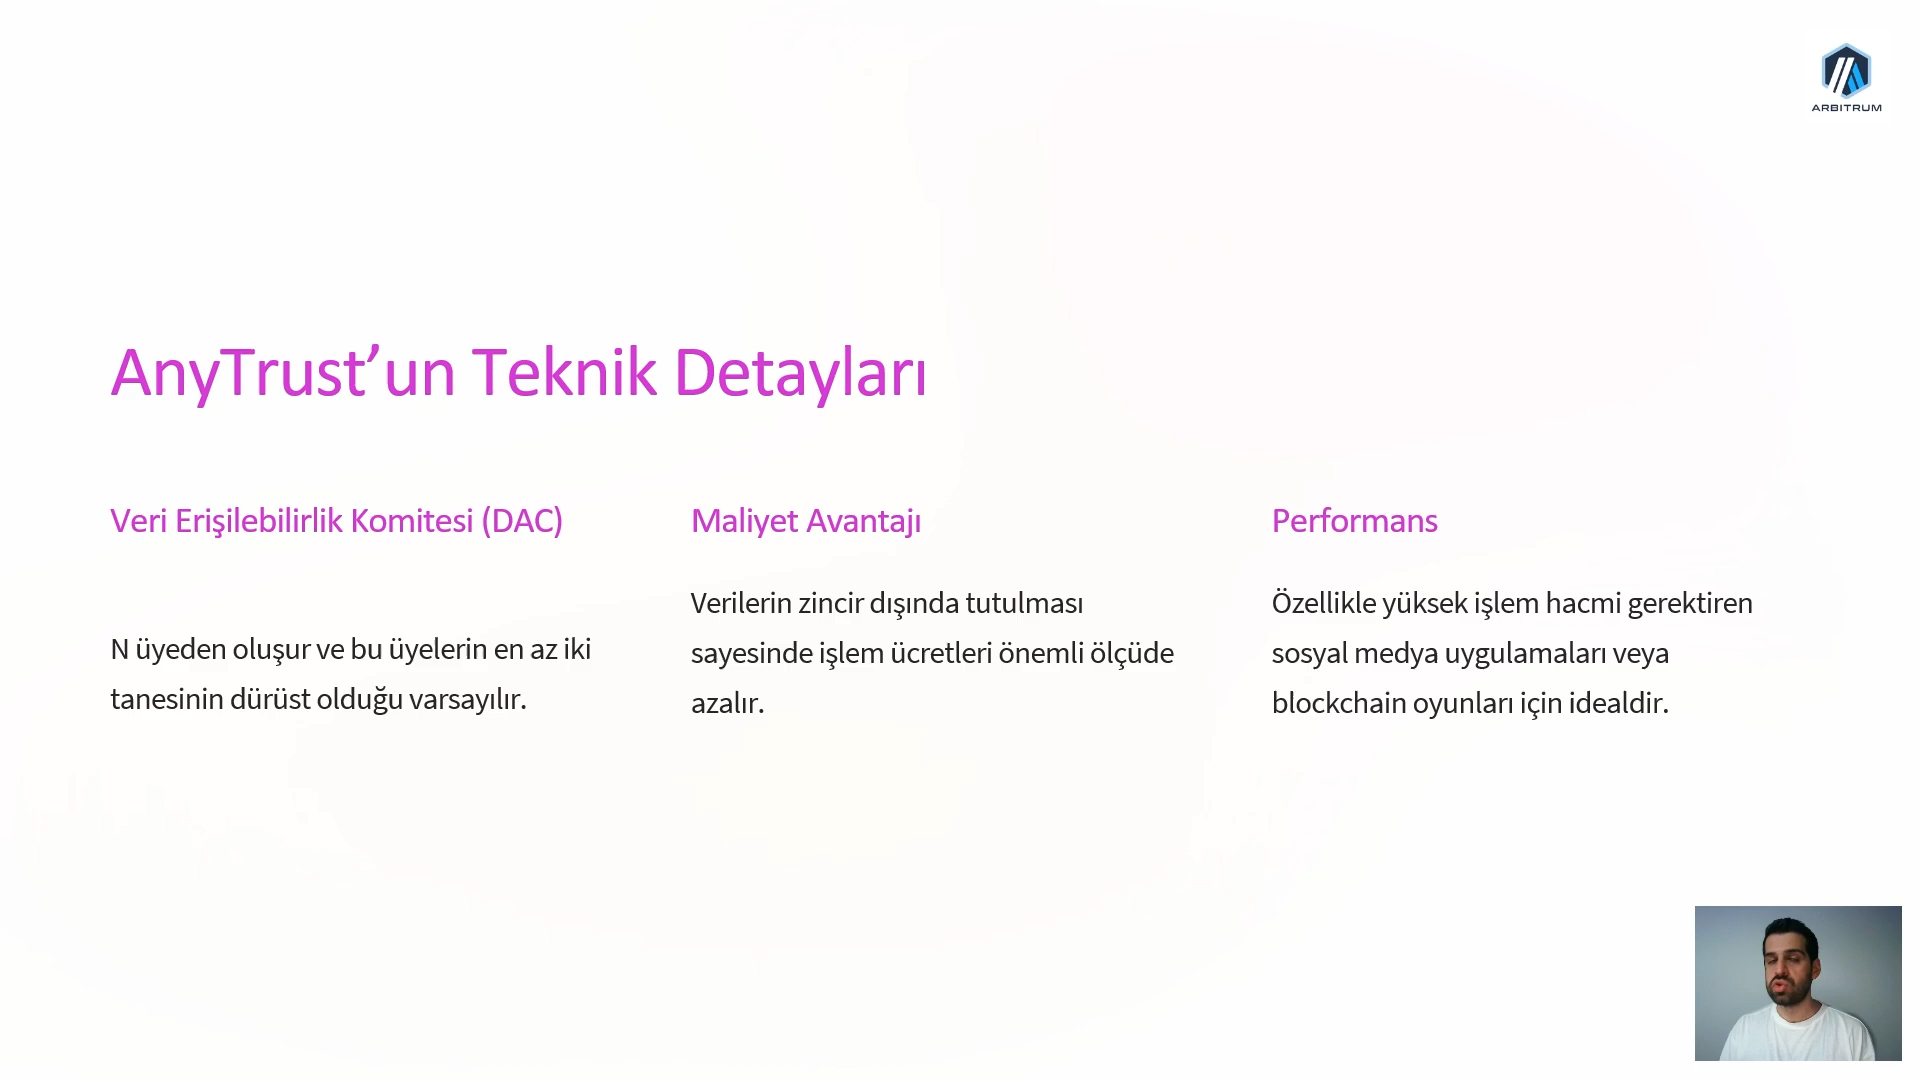 ARBITRUM
AnyTrust’un Teknik Detayları
Veri Erişilebilirlik Komitesi (DAC)
N üyeden oluşur ve bu üyelerin en az iki
tanesinin dürüst olduğu varsayılır.
Maliyet Avantajı
Verilerin zincir dışında tutulması
sayesinde işlem ücretleri önemli ölçüde
azalır.
Performans
Özellikle yüksek işlem hacmi gerektiren
sosyal medya uygulamaları veya
blockchain oyunları için idealdir.